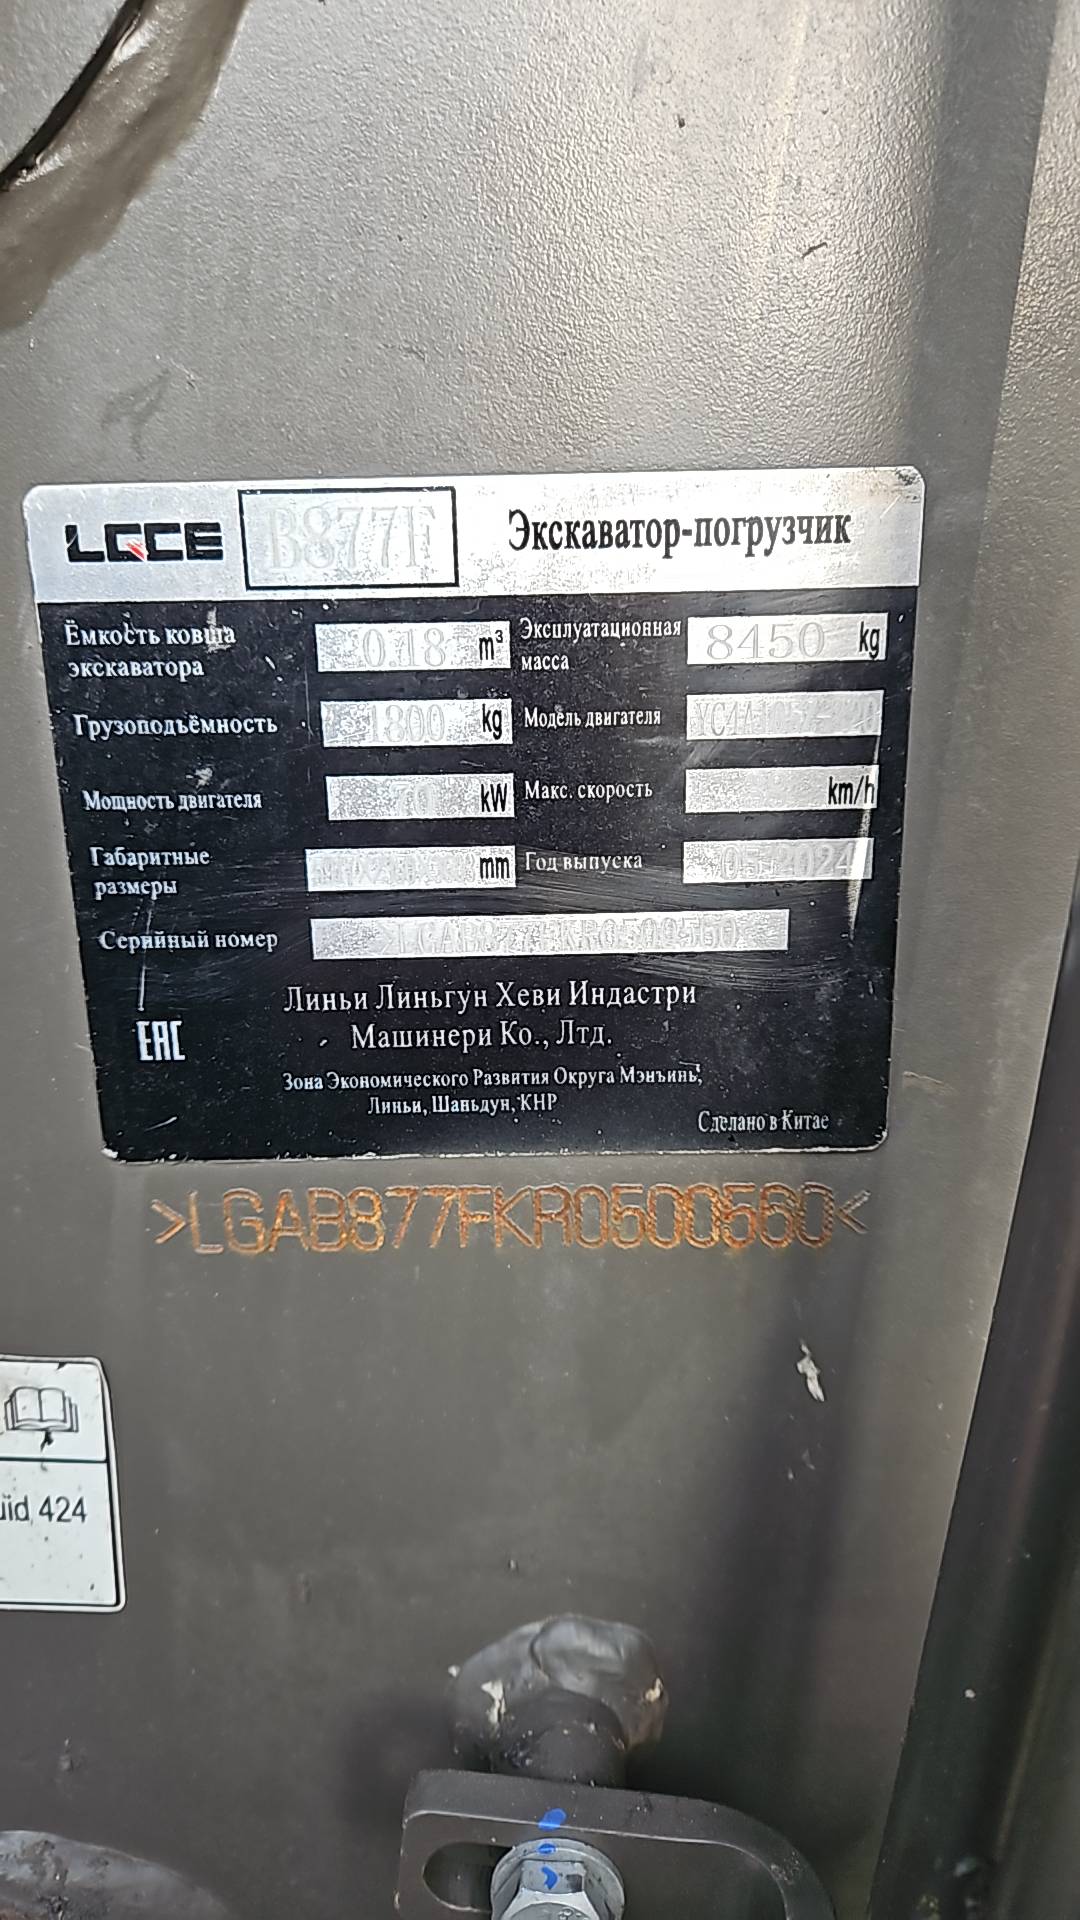 LGCE B877F Экскаватор-погрузчик
Ёмкость ковша
экскаватора 0.18 m³
Эксплуатационная
масса 8450 kg
Грузоподъёмность 1800 kg
Модель двигателя
Мощность двигателя 70 kW
Макс. скорость km/h
Габаритные
размеры mm
Год выпуска 05.2024
Серийный номер >LGAB877FKR0500560
EAC
Линьи Линьгун Хеви Индастри
Машинери Ко., Лтд.
Зона Экономического Развития Округа Мэнъинь,
Линьи, Шаньдун, КНР
Сделано в Китае
>LGAB877FKR0500560<
uid 424